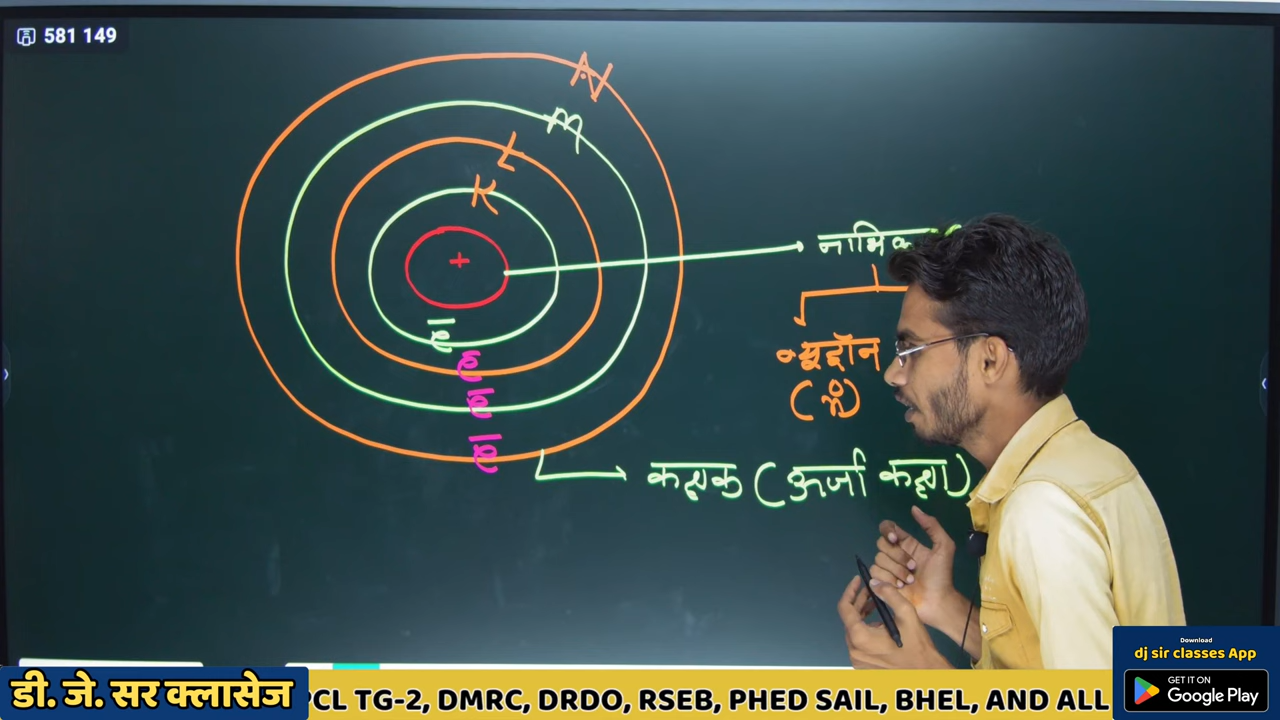 581 149
N
M
L
K
+
न्यूट्रॉन
कक्षक (ऊर्जा कक्षा)
डी. जे. सर क्लासेज
PCL TG-2, DMRC, DRDO, RSEB, PHED SAIL, BHEL, AND ALL
Download
dj sir classes App
GET IT ON
Google Play